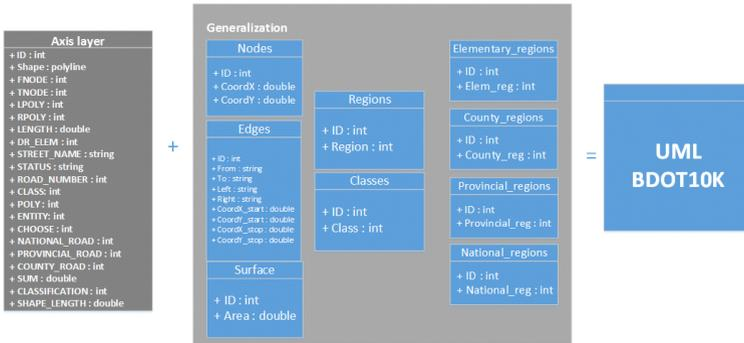 Axis layer
+ ID : int
+ Shape : polyline
+ FNODE : int
+ TNODE : int
+ LPOLY : int
+ RPOLY : int
+ LENGTH : double
+ DR_ELEM : int
+ STREET_NAME : string
+ STATUS : string
+ ROAD_NUMBER : int
+ CLASS: int
+ POLY : int
+ ENTITY: int
+ CHOOSE : int
+ NATIONAL_ROAD : int
+ PROVINCIAL_ROAD : int
+ COUNTY_ROAD : int
+ SUM : double
+ CLASSIFICATION : int
+ SHAPE_LENGTH : double
+
Generalization
Nodes
+ ID : int
+ CoordX : double
+ CoordY : double
Edges
+ ID : int
+ From : string
+ To : string
+ Left : string
+ Right : string
+ CoordX_start : double
+ CoordY_start : double
+ CoordX_stop : double
+ CoordY_stop : double
Surface
+ ID : int
+ Area : double
Regions
+ ID : int
+ Region : int
Classes
+ ID : int
+ Class : int
Elementary_regions
+ ID : int
+ Elem_reg : int
County_regions
+ ID : int
+ County_reg : int
Provincial_regions
+ ID : int
+ Provincial_reg : int
National_regions
+ ID : int
+ National_reg : int
=
UML
BDOT10K